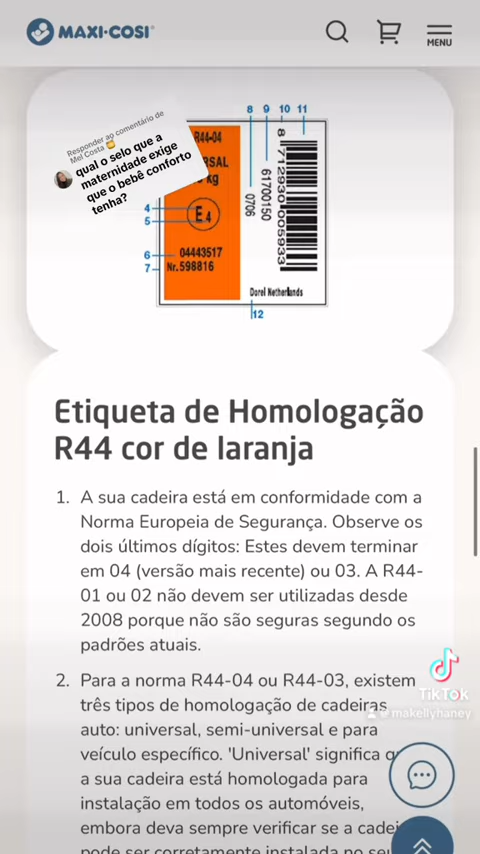 MAXI-COSI
MENU
Responder ao comentário de
Mel Costa
qual o selo que a
maternidade exige
que o bebê conforto
tenha?
8 9 10 11
R44-04
kg
4
5
E4
6
7
04443517
Nr.598816
0706
61700150
8 712930 005933
Dorel Netherlands
12
Etiqueta de Homologação
R44 cor de laranja
1. A sua cadeira está em conformidade com a
Norma Europeia de Segurança. Observe os
dois últimos dígitos: Estes devem terminar
em 04 (versão mais recente) ou 03. A R44-
01 ou 02 não devem ser utilizadas desde
2008 porque não são seguras segundo os
padrões atuais.
2. Para a norma R44-04 ou R44-03, existem
três tipos de homologação de cadeiras
auto: universal, semi-universal e para
veículo específico. 'Universal' significa q
a sua cadeira está homologada para
instalação em todos os automóveis,
embora deva sempre verificar se a cadei
pode ser corretamente instalada no seu
TikTok
@makellyhaney